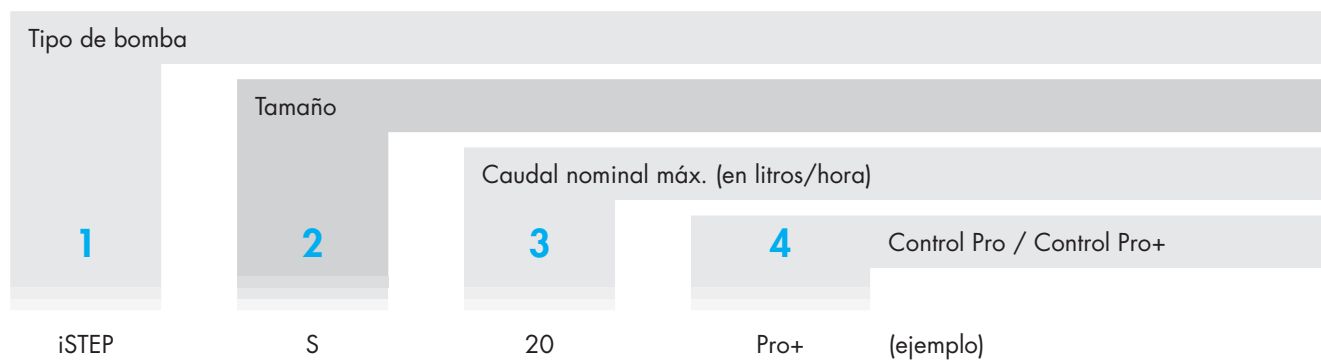 Tipo de bomba
Tamaño
Caudal nominal máx. (en litros/hora)
1 2 3 4 Control Pro / Control Pro+
iSTEP S 20 Pro+ (ejemplo)